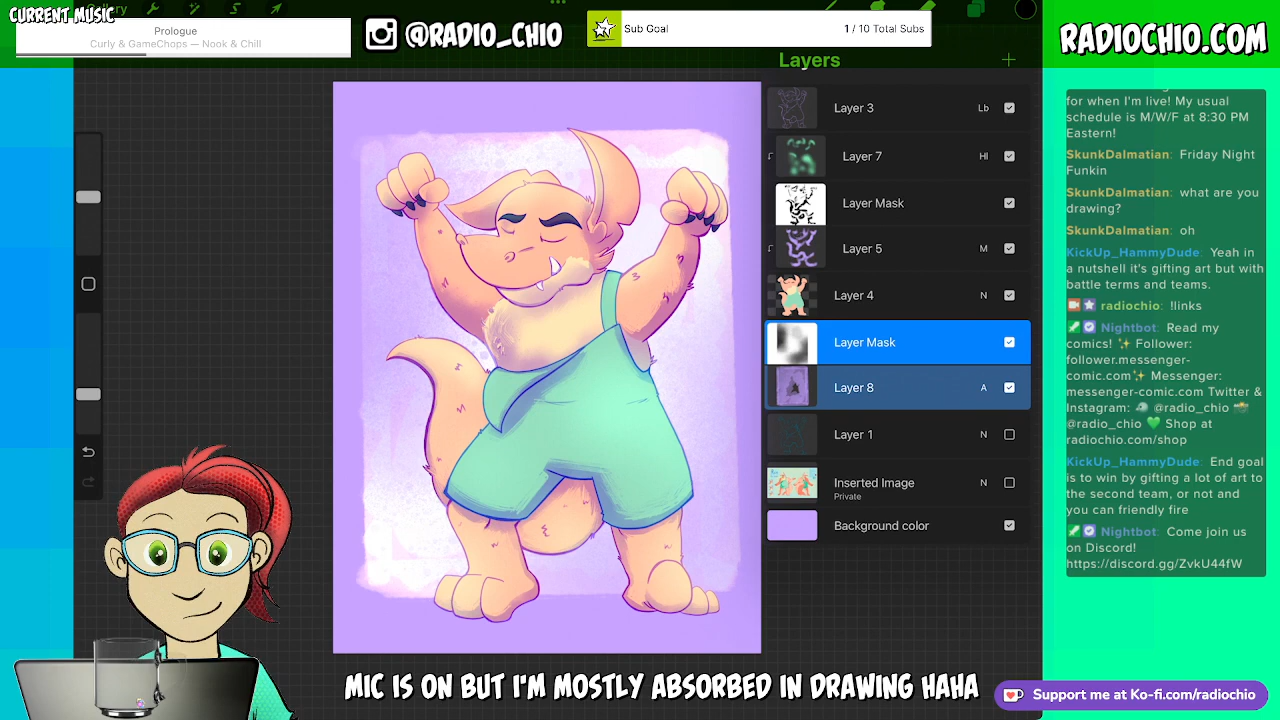 Gallery
CURRENT MUSIC
Prologue
Curly & GameChops — Nook & Chill
@RADIO_CHIO
Sub Goal
1 / 10 Total Subs
RADIOCHIO.COM
Layers
Layer 3
Lb
Layer 7
Hl
Layer Mask
Layer 5
M
Layer 4
N
Layer Mask
Layer 8
A
Layer 1
N
Inserted Image
N
Private
Background color
for when I'm live! My usual
schedule is M/W/F at 8:30 PM
Eastern!
SkunkDalmatian: Friday Night
Funkin
SkunkDalmatian: what are you
drawing?
SkunkDalmatian: oh
KickUp_HammyDude: Yeah in
a nutshell it's gifting art but with
battle terms and teams.
radiochio: !links
Nightbot: Read my
comics! ✨ Follower:
follower.messenger-
comic.com✨ Messenger:
messenger-comic.com Twitter &
Instagram: @radio_chio
@radio_chio 💚 Shop at
radiochio.com/shop
KickUp_HammyDude: End goal
is to win by gifting a lot of art to
the second team, or not and
you can friendly fire
Nightbot: Come join us
on Discord!
https://discord.gg/ZvkU44fW
MIC IS ON BUT I'M MOSTLY ABSORBED IN DRAWING HAHA
Support me at Ko-fi.com/radiochio